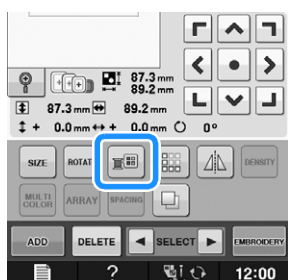 87.3 mm
89.2 mm
87.3 mm 89.2 mm
+ 0.0 mm + 0.0 mm 0°
SIZE ROTAT DENSITY
MULTI COLOR ARRAY SPACING
ADD DELETE SELECT EMBROIDERY
? 12:00